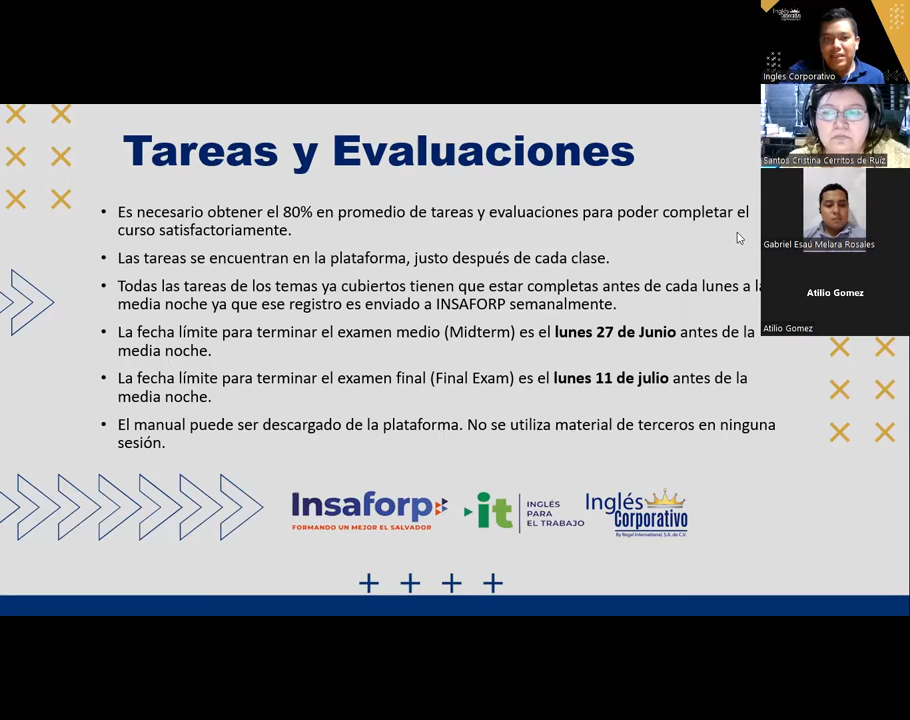 Tareas y Evaluaciones
• Es necesario obtener el 80% en promedio de tareas y evaluaciones para poder completar el
curso satisfactoriamente.
• Las tareas se encuentran en la plataforma, justo después de cada clase.
• Todas las tareas de los temas ya cubiertos tienen que estar completas antes de cada lunes a la
media noche ya que ese registro es enviado a INSAFORP semanalmente.
• La fecha límite para terminar el examen medio (Midterm) es el lunes 27 de Junio antes de la
media noche.
• La fecha límite para terminar el examen final (Final Exam) es el lunes 11 de julio antes de la
media noche.
• El manual puede ser descargado de la plataforma. No se utiliza material de terceros en ninguna
sesión.
Insaforp
FORMANDO UN MEJOR EL SALVADOR
it
INGLÉS
PARA
EL TRABAJO
Inglés
Corporativo
By Regal International, S.A. de C.V.
Ingles Corporativo
Santos Cristina Cerritos de Ruíz
Gabriel Esaú Melara Rosales
Atilio Gomez
Atilio Gomez